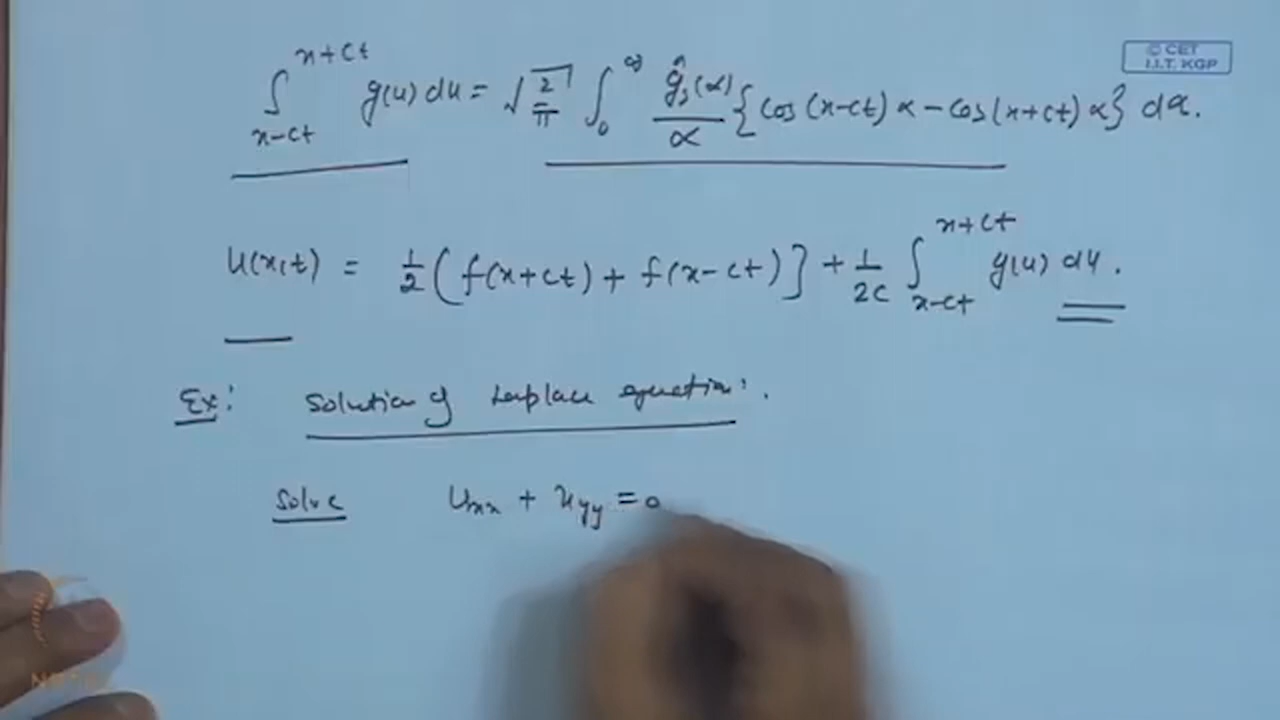 © CET
I.I.T. KGP
∫_{x-ct}^{x+ct} g(u) du = √(2/π) ∫_0^∞ ĝ_s(α)/α {cos(x-ct)α - cos(x+ct)α} dα.
u(x,t) = 1/2 (f(x+ct) + f(x-ct)] + 1/2c ∫_{x-ct}^{x+ct} g(u) du.
Ex: Solution of Laplace equation:.
Solve u_xx + u_yy = 0